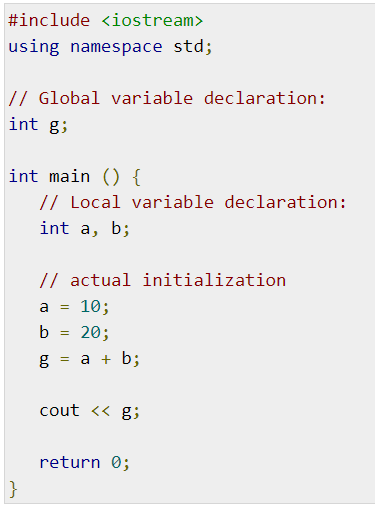 #include <iostream>
using namespace std;

// Global variable declaration:
int g;

int main () {
   // Local variable declaration:
   int a, b;

   // actual initialization
   a = 10;
   b = 20;
   g = a + b;

   cout << g;

   return 0;
}